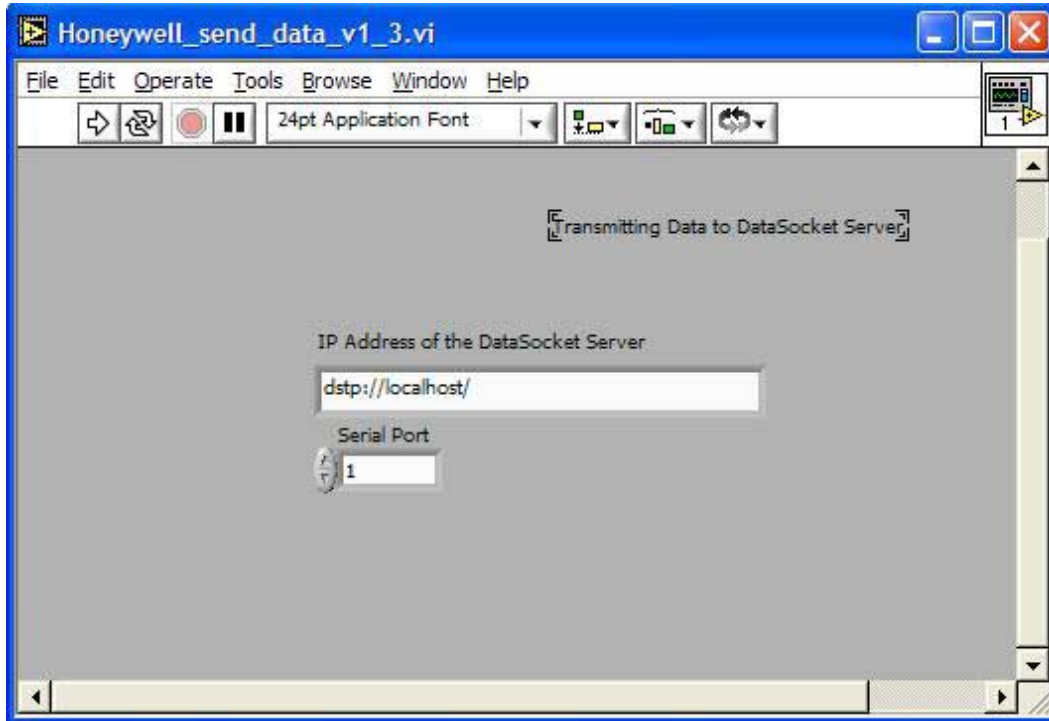 Honeywell_send_data_v1_3.vi
File Edit Operate Tools Browse Window Help
24pt Application Font
1
Transmitting Data to DataSocket Server
IP Address of the DataSocket Server
dstp://localhost/
Serial Port
1